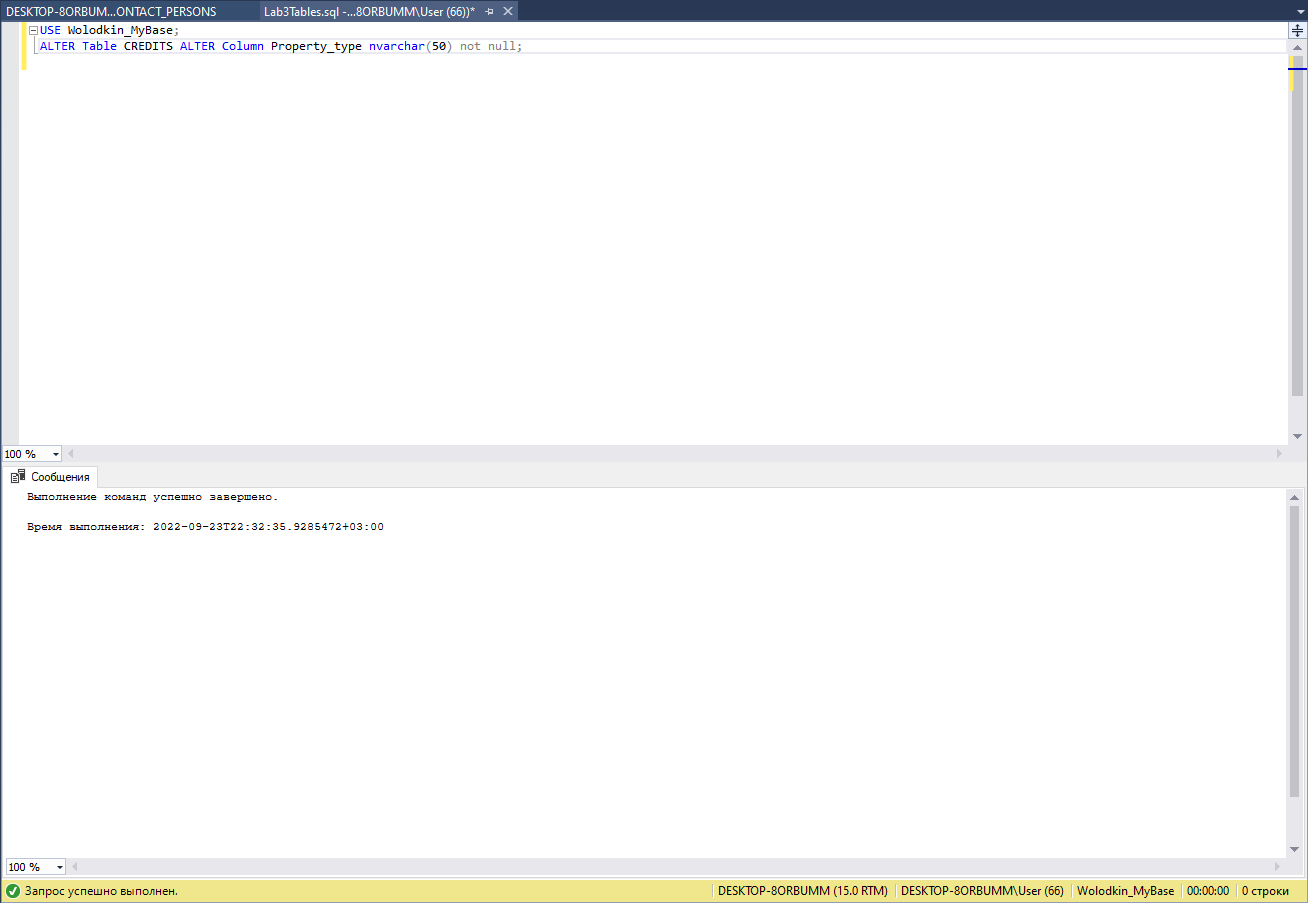 DESKTOP-8ORBUM...ONTACT_PERSONS
Lab3Tables.sql -...8ORBUMM\User (66))*
USE Wolodkin_MyBase;
ALTER Table CREDITS ALTER Column Property_type nvarchar(50) not null;
100 %
Сообщения
Выполнение команд успешно завершено.
Время выполнения: 2022-09-23T22:32:35.9285472+03:00
100 %
Запрос успешно выполнен.
DESKTOP-8ORBUMM (15.0 RTM)
DESKTOP-8ORBUMM\User (66)
Wolodkin_MyBase
00:00:00
0 строки